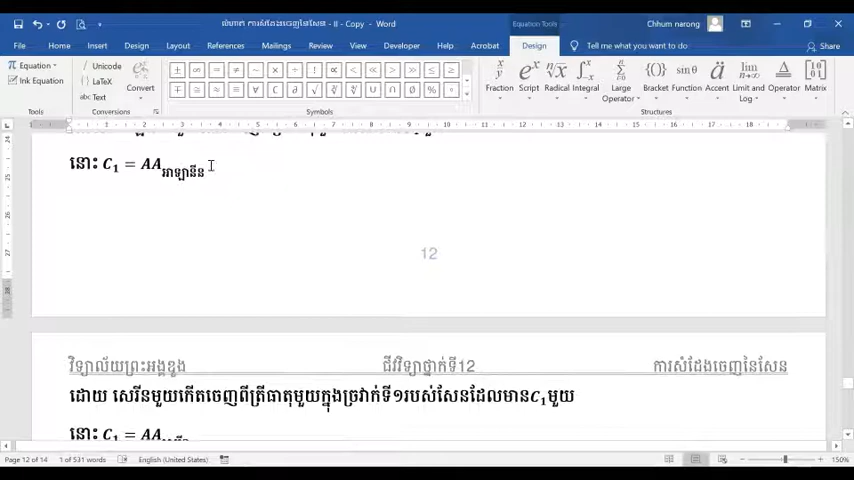 លំហាត់ ការសំដែងចេញនៃសែន - II - Copy - Word
Equation Tools
Chhum narong
File Home Insert Design Layout References Mailings Review View Developer Help Acrobat Design Tell me what you want to do Share
Equation Unicode
Ink Equation LaTeX
Text Convert
Fraction Script Radical Integral Large Operator Bracket Function Accent Limit and Log Operator Matrix
Tools Conversions Symbols Structures
នោះ C₁ = AA អាឡានីន
12
វិទ្យាល័យព្រះអង្គឌួង ជីវវិទ្យាថ្នាក់ទី12 ការសំដែងចេញនៃសែន
ដោយ សេរីនមួយកើតចេញពីត្រីធាតុមួយក្នុងច្រវាក់ទី១របស់សែនដែលមានC₁មួយ
នោះ C₁ = AA
Page 12 of 14 1 of 531 words English (United States) 150%